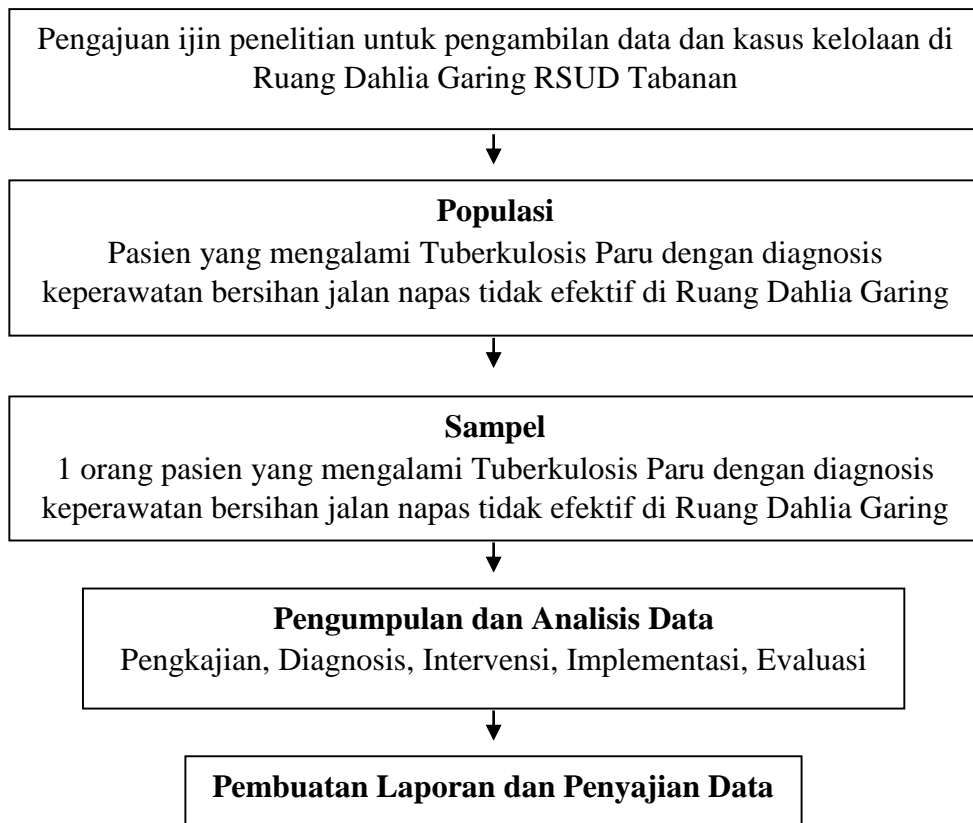 Pengajuan ijin penelitian untuk pengambilan data dan kasus kelolaan di
Ruang Dahlia Garing RSUD Tabanan
Populasi
Pasien yang mengalami Tuberkulosis Paru dengan diagnosis
keperawatan bersihan jalan napas tidak efektif di Ruang Dahlia Garing
Sampel
1 orang pasien yang mengalami Tuberkulosis Paru dengan diagnosis
keperawatan bersihan jalan napas tidak efektif di Ruang Dahlia Garing
Pengumpulan dan Analisis Data
Pengkajian, Diagnosis, Intervensi, Implementasi, Evaluasi
Pembuatan Laporan dan Penyajian Data